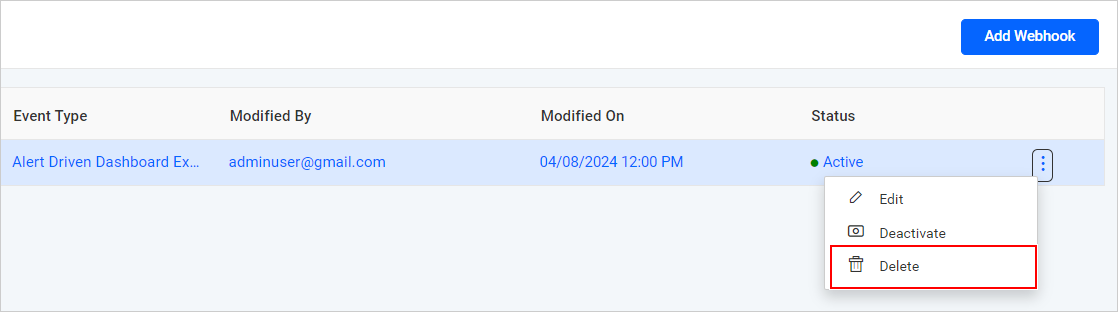 Add Webhook
Event Type Modified By Modified On Status
Alert Driven Dashboard Ex... adminuser@gmail.com 04/08/2024 12:00 PM Active
Edit
Deactivate
Delete